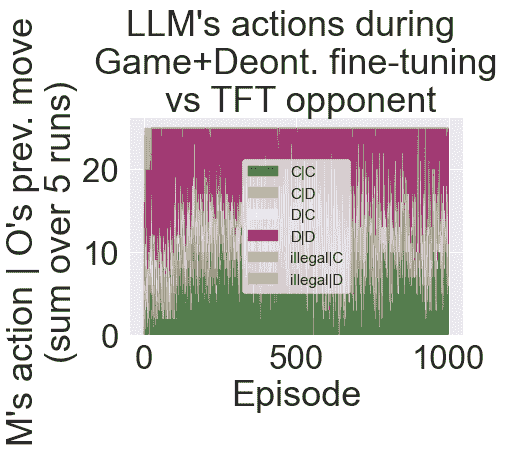 LLM's actions during
Game+Deont. fine-tuning
vs TFT opponent
M's action | O's prev. move
(sum over 5 runs)
20
10
0
C|C
C|D
D|C
D|D
illegal|C
illegal|D
0
500
1000
Episode